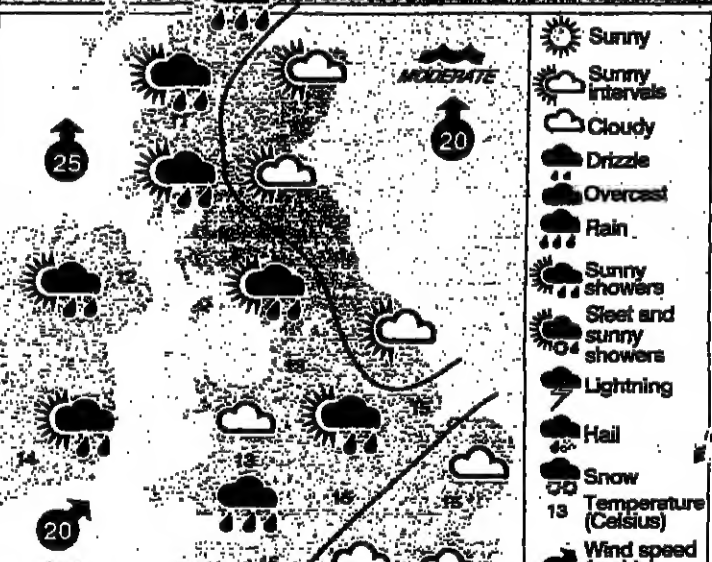 MODERATE
25
20
14
20
Sunny
Sunny
intervals
Cloudy
Drizzle
Overcast
Rain
Sunny
showers
Sleet and
sunny
showers
Lightning
Hail
Snow
13 Temperature
(Celsius)
Wind speed